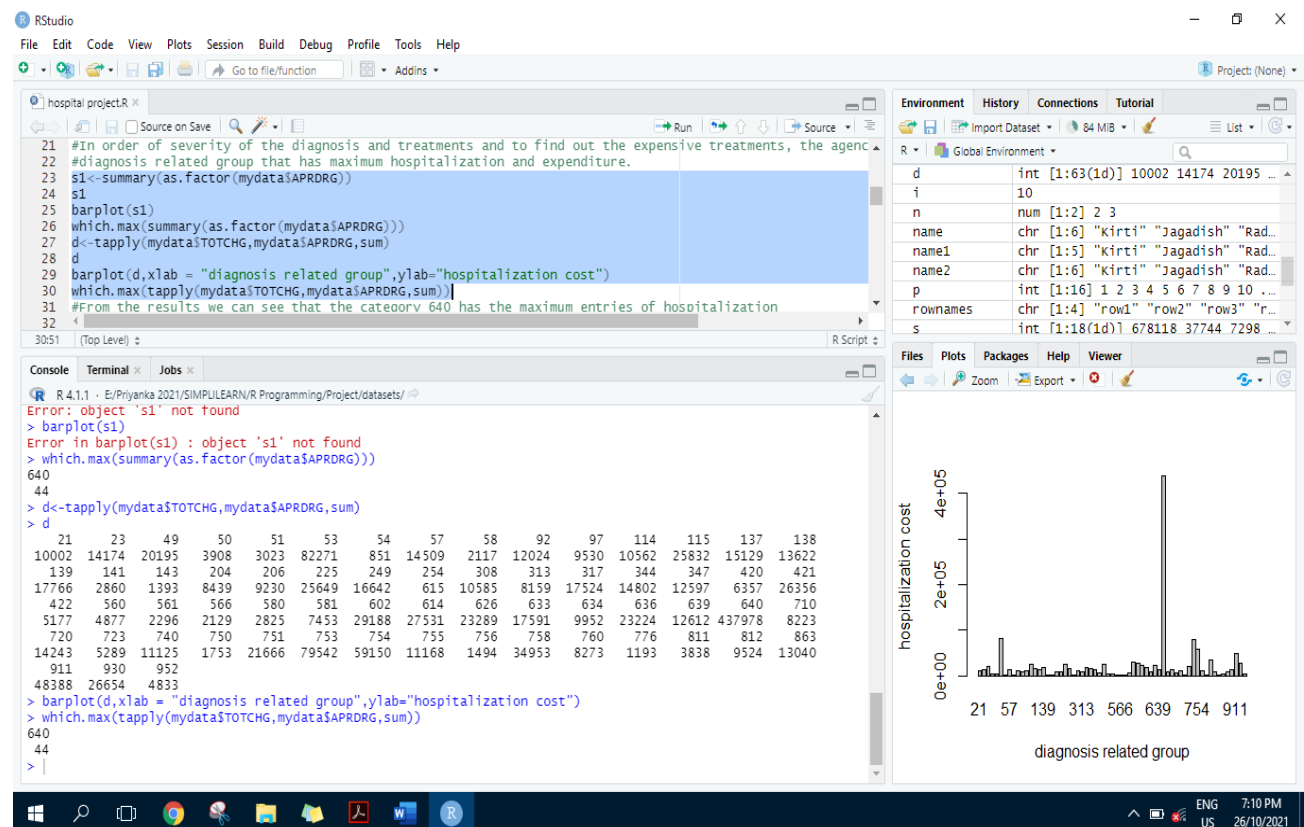 RStudio
File Edit Code View Plots Session Build Debug Profile Tools Help
Go to file/function Addins Project: (None)
hospital project.R
Source on Save Run Source
21 #In order of severity of the diagnosis and treatments and to find out the expensive treatments, the agenc
22 #diagnosis related group that has maximum hospitalization and expenditure.
23 s1<-summary(as.factor(mydata$APRDRG))
24 s1
25 barplot(s1)
26 which.max(summary(as.factor(mydata$APRDRG)))
27 d<-tapply(mydata$TOTCHG,mydata$APRDRG,sum)
28 d
29 barplot(d,xlab = "diagnosis related group",ylab="hospitalization cost")
30 which.max(tapply(mydata$TOTCHG,mydata$APRDRG,sum))
31 #From the results we can see that the category 640 has the maximum entries of hospitalization
32
30:51 (Top Level) R Script
Console Terminal Jobs
R 4.1.1 · E:/Priyanka 2021/SIMPLILEARN/R Programming/Project/datasets/
Error: object 's1' not found
> barplot(s1)
Error in barplot(s1) : object 's1' not found
> which.max(summary(as.factor(mydata$APRDRG)))
640
44
> d<-tapply(mydata$TOTCHG,mydata$APRDRG,sum)
> d
21 23 49 50 51 53 54 57 58 92 97 114 115 137 138
10002 14174 20195 3908 3023 82271 851 14509 2117 12024 9530 10562 25832 15129 13622
139 141 143 204 206 225 249 254 308 313 317 344 347 420 421
17766 2860 1393 8439 9230 25649 16642 615 10585 8159 17524 14802 12597 6357 26356
422 560 561 566 580 581 602 614 626 633 634 636 639 640 710
5177 4877 2296 2129 2825 7453 29188 27531 23289 17591 9952 23224 12612 437978 8223
720 723 740 750 751 753 754 755 756 758 760 776 811 812 863
14243 5289 11125 1753 21666 79542 59150 11168 1494 34953 8273 1193 3838 9524 13040
911 930 952
48388 26654 4833
> barplot(d,xlab = "diagnosis related group",ylab="hospitalization cost")
> which.max(tapply(mydata$TOTCHG,mydata$APRDRG,sum))
640
44
>
Environment History Connections Tutorial
Import Dataset 84 MiB List
R Global Environment
d int [1:63(1d)] 10002 14174 20195 …
i 10
n num [1:2] 2 3
name chr [1:6] "Kirti" "Jagadish" "Rad…
name1 chr [1:5] "Kirti" "Jagadish" "Rad…
name2 chr [1:6] "Kirti" "Jagadish" "Rad…
p int [1:16] 1 2 3 4 5 6 7 8 9 10 …
rownames chr [1:4] "row1" "row2" "row3" "r…
s int [1:18(1d)] 678118 37744 7298 …
Files Plots Packages Help Viewer
Zoom Export
hospitalization cost
4e+05
2e+05
0e+00
21 57 139 313 566 639 754 911
diagnosis related group
ENG 7:10 PM
US 26/10/2021